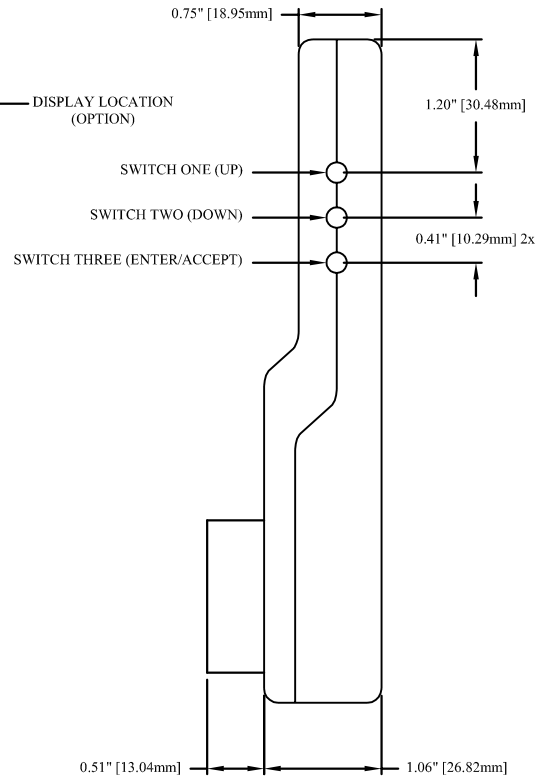 0.75" [18.95mm]
DISPLAY LOCATION
(OPTION)
1.20" [30.48mm]
SWITCH ONE (UP)
SWITCH TWO (DOWN)
0.41" [10.29mm] 2x
SWITCH THREE (ENTER/ACCEPT)
0.51" [13.04mm]
1.06" [26.82mm]